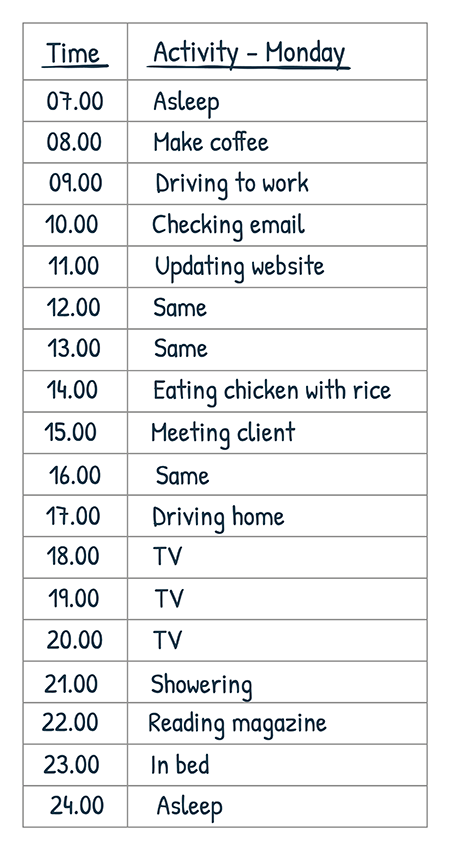 Time Activity – Monday
07.00 Asleep
08.00 Make coffee
09.00 Driving to work
10.00 Checking email
11.00 Updating website
12.00 Same
13.00 Same
14.00 Eating chicken with rice
15.00 Meeting client
16.00 Same
17.00 Driving home
18.00 TV
19.00 TV
20.00 TV
21.00 Showering
22.00 Reading magazine
23.00 In bed
24.00 Asleep